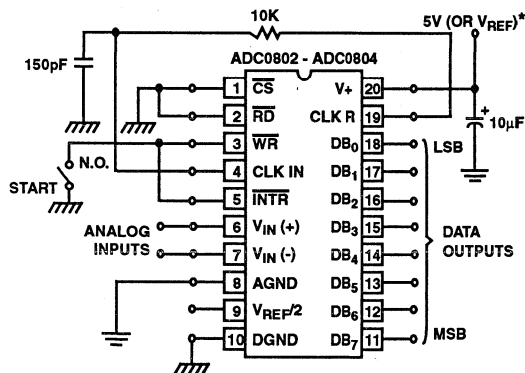 10K
5V (OR VREF)*
150pF
ADC0802 - ADC0804
1 CS V+ 20
2 RD CLK R 19
+
10µF
3 WR DB0 18 LSB
N.O.
4 CLK IN DB1 17
START
5 INTR DB2 16
6 VIN (+) DB3 15
ANALOG INPUTS
DATA OUTPUTS
7 VIN (-) DB4 14
8 AGND DB5 13
9 VREF/2 DB6 12
10 DGND DB7 11 MSB